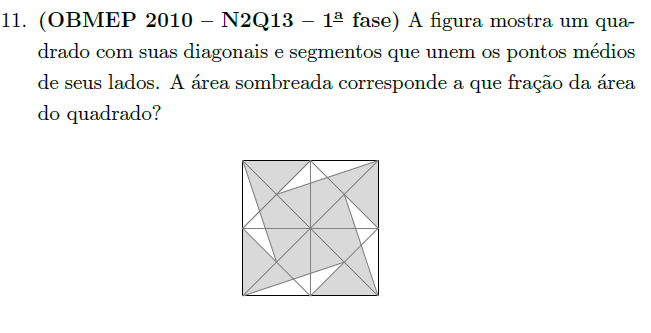 11. (OBMEP 2010 – N2Q13 – 1ª fase) A figura mostra um qua-
drado com suas diagonais e segmentos que unem os pontos médios
de seus lados. A área sombreada corresponde a que fração da área
do quadrado?